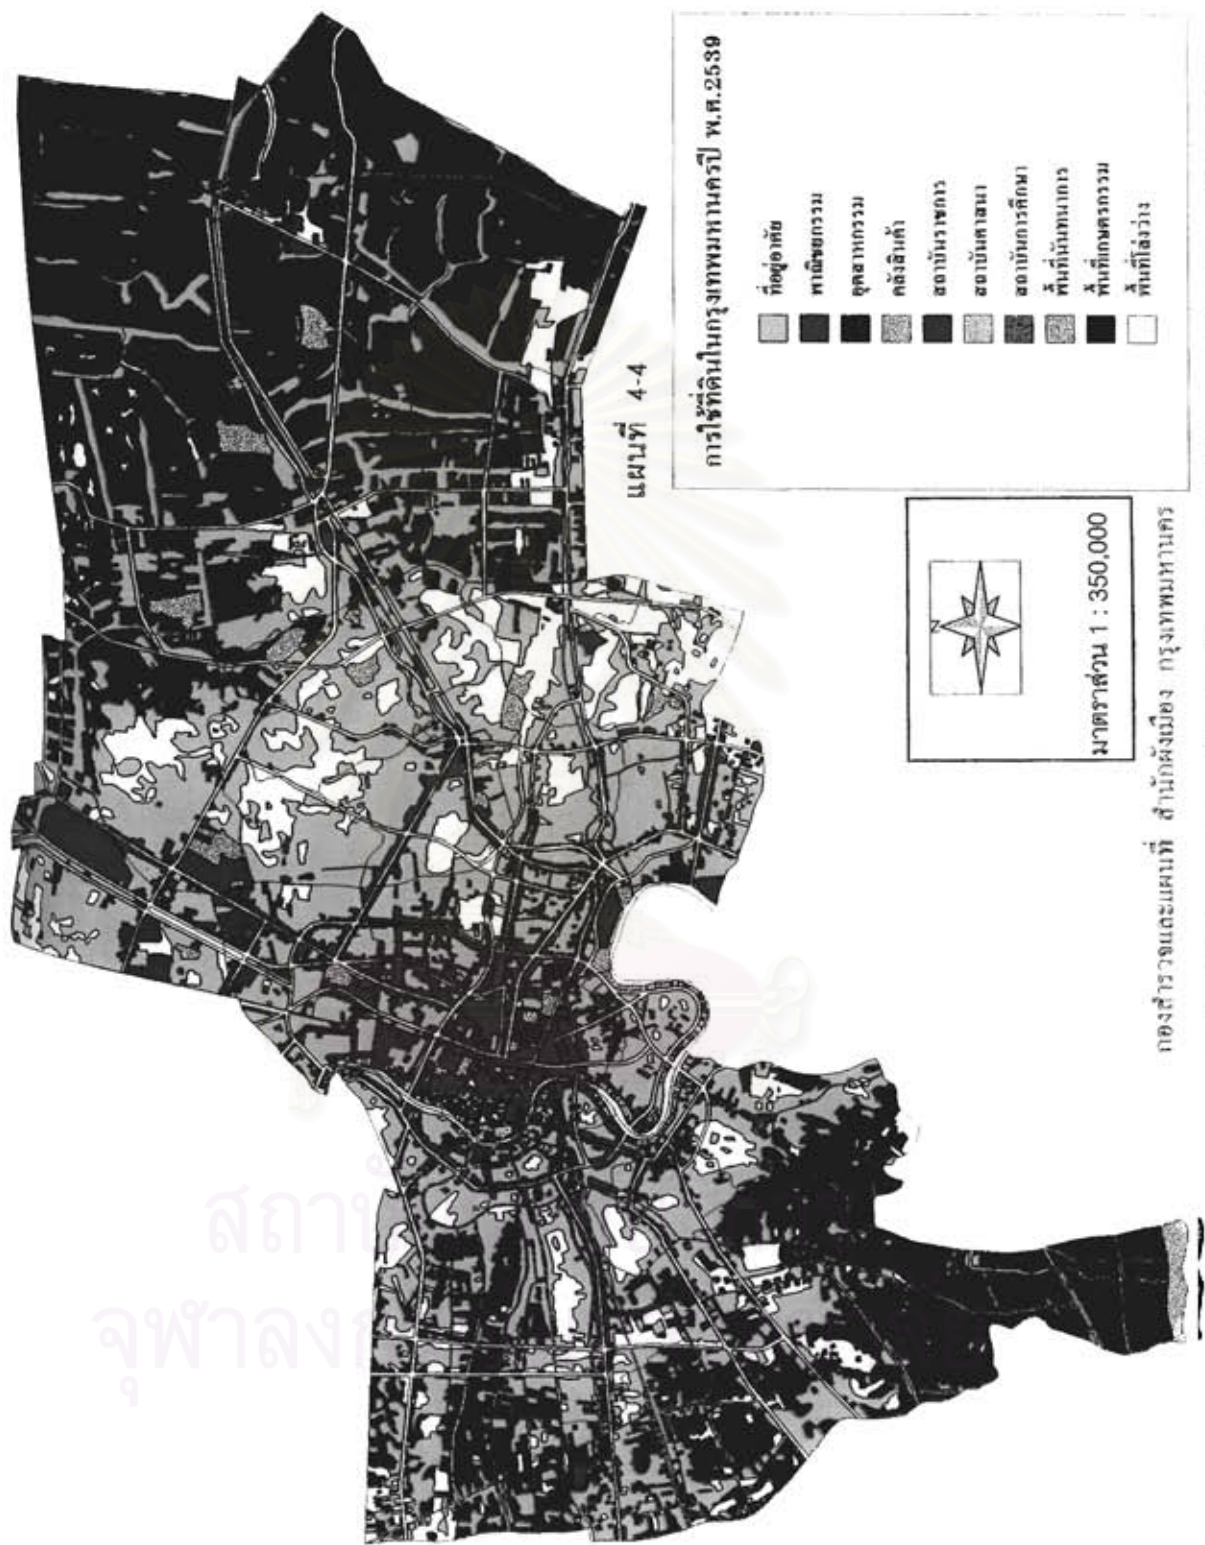 แผนที่ 4-4
การใช้ที่ดินในกรุงเทพมหานครปี พ.ศ.2539
ที่อยู่อาศัย
พาณิชยกรรม
อุตสาหกรรม
คลังสินค้า
สถาบันราชการ
สถาบันศาสนา
สถาบันการศึกษา
พื้นที่นันทนาการ
พื้นที่เกษตรกรรม
พื้นที่โล่งว่าง
N
มาตราส่วน 1 : 350,000
กองสำรวจและแผนที่ สำนักผังเมือง กรุงเทพมหานคร